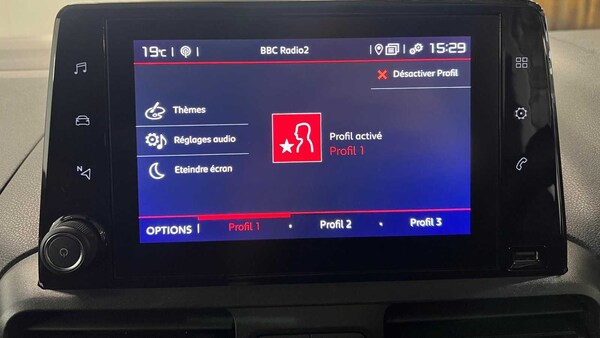 19°C
BBC Radio2
15:29
Désactiver Profil
Thèmes
Réglages audio
Eteindre écran
Profil activé
Profil 1
OPTIONS
Profil 1
Profil 2
Profil 3
N